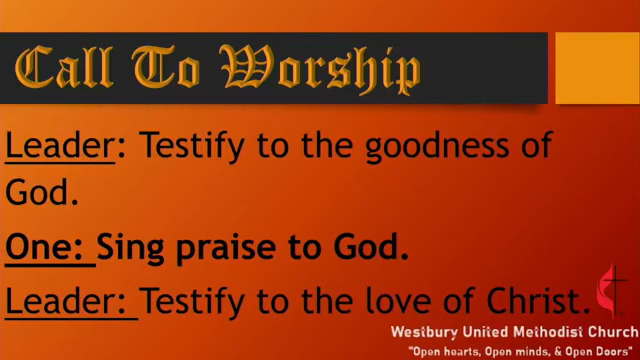 Call To Worship
Leader: Testify to the goodness of
God.
One: Sing praise to God.
Leader: Testify to the love of Christ.
Westbury United Methodist Church
"Open hearts, Open minds, & Open Doors"